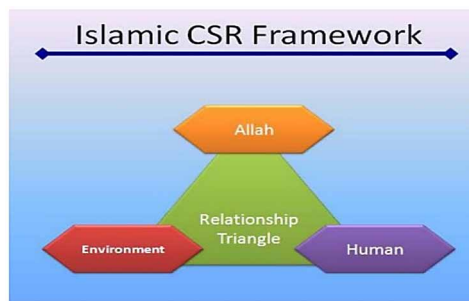 Islamic CSR Framework
Allah
Relationship
Triangle
Environment
Human